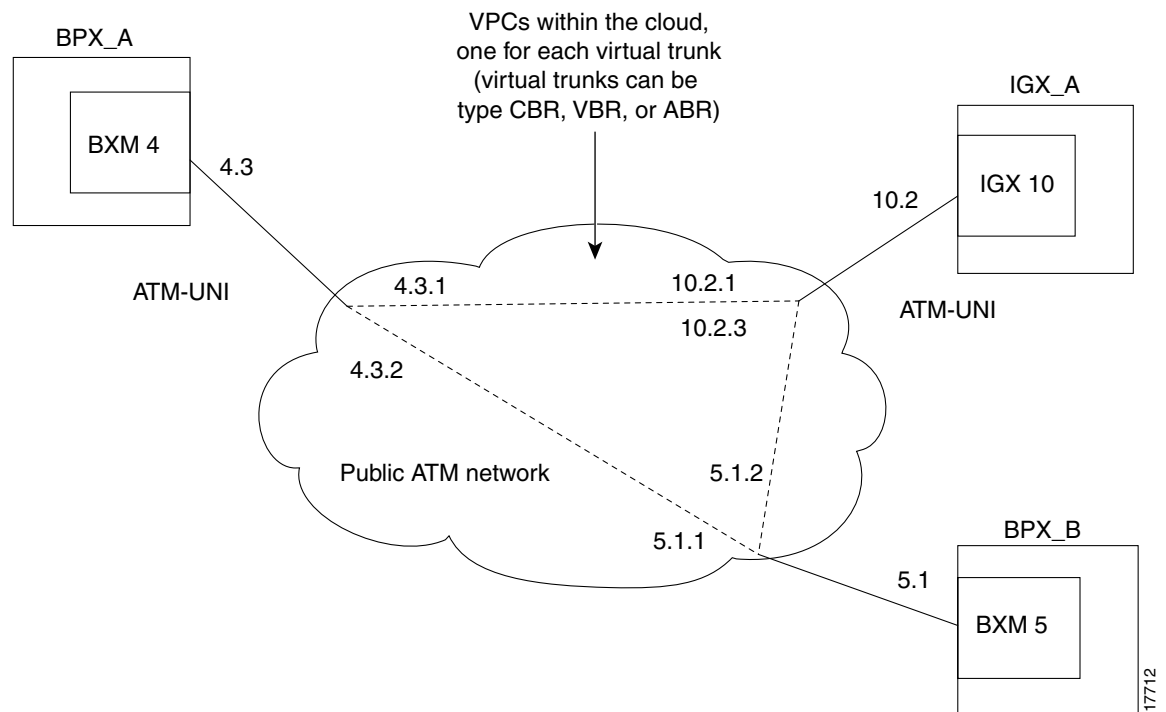 VPCs within the cloud,
one for each virtual trunk
(virtual trunks can be
type CBR, VBR, or ABR)
BPX_A
BXM 4
4.3
ATM-UNI
IGX_A
IGX 10
10.2
ATM-UNI
4.3.1
10.2.1
10.2.3
4.3.2
Public ATM network
5.1.2
5.1.1
BPX_B
5.1
BXM 5
17712